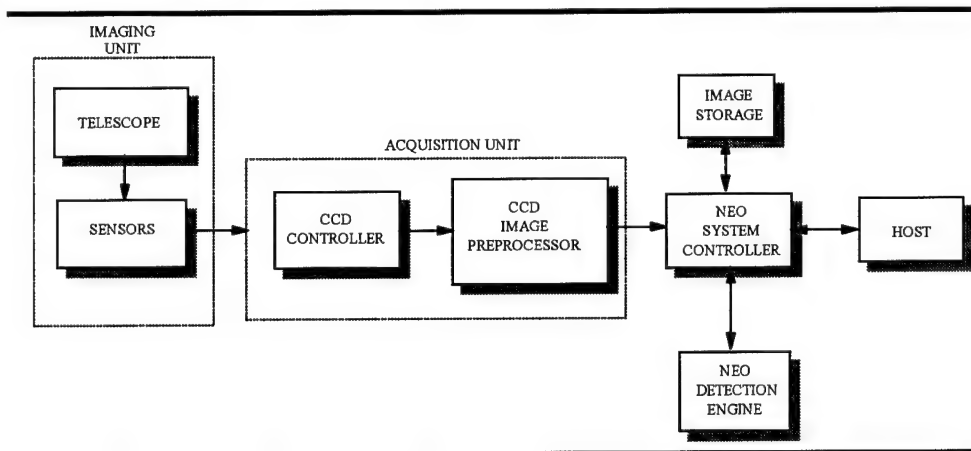 IMAGING
UNIT
TELESCOPE
SENSORS
ACQUISITION UNIT
CCD
CONTROLLER
CCD
IMAGE
PREPROCESSOR
IMAGE
STORAGE
NEO
SYSTEM
CONTROLLER
HOST
NEO
DETECTION
ENGINE